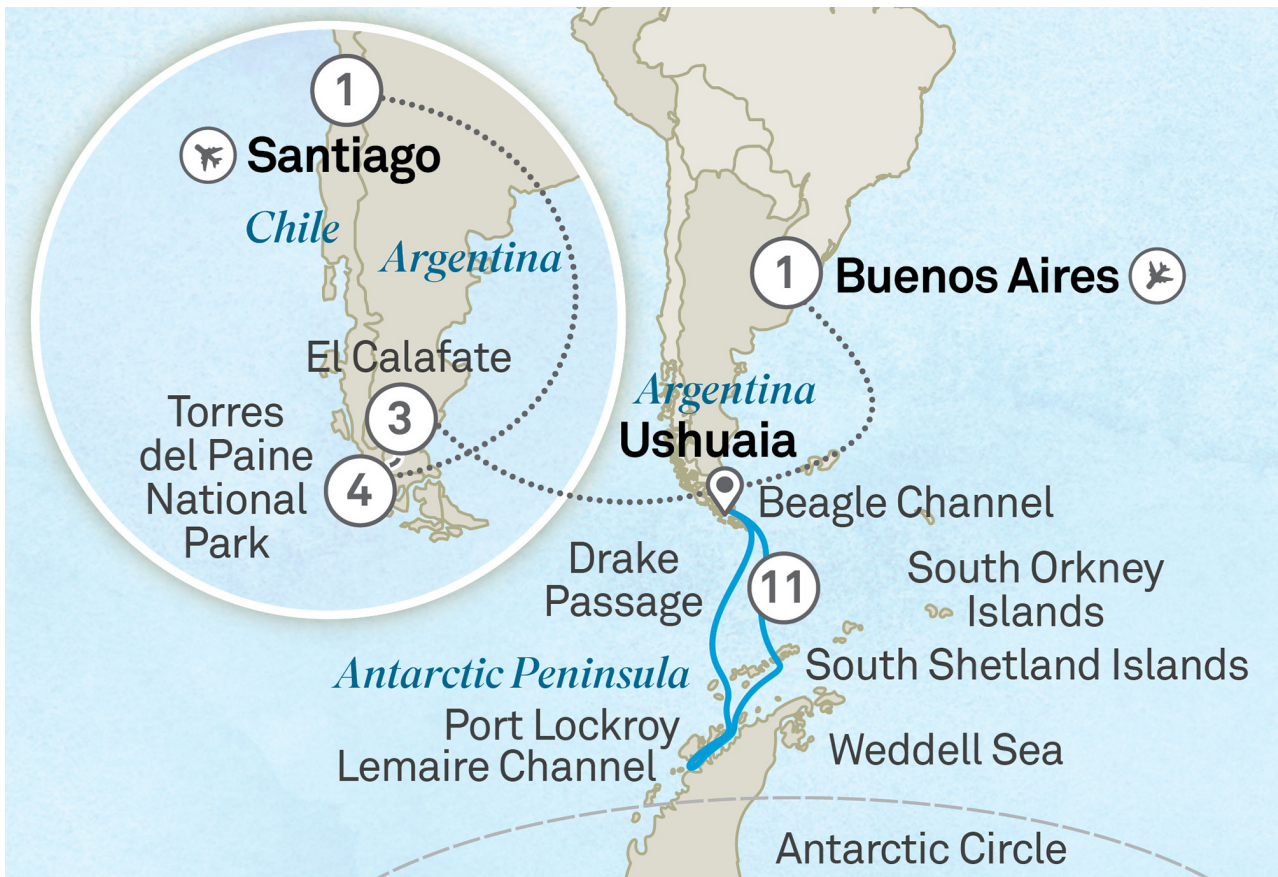 1
Santiago
Chile
Argentina
El Calafate
3
Torres
del Paine
National
Park
4
1
Buenos Aires
Argentina
Ushuaia
Beagle Channel
Drake
Passage
11
South Orkney
Islands
South Shetland Islands
Antarctic Peninsula
Port Lockroy
Lemaire Channel
Weddell Sea
Antarctic Circle